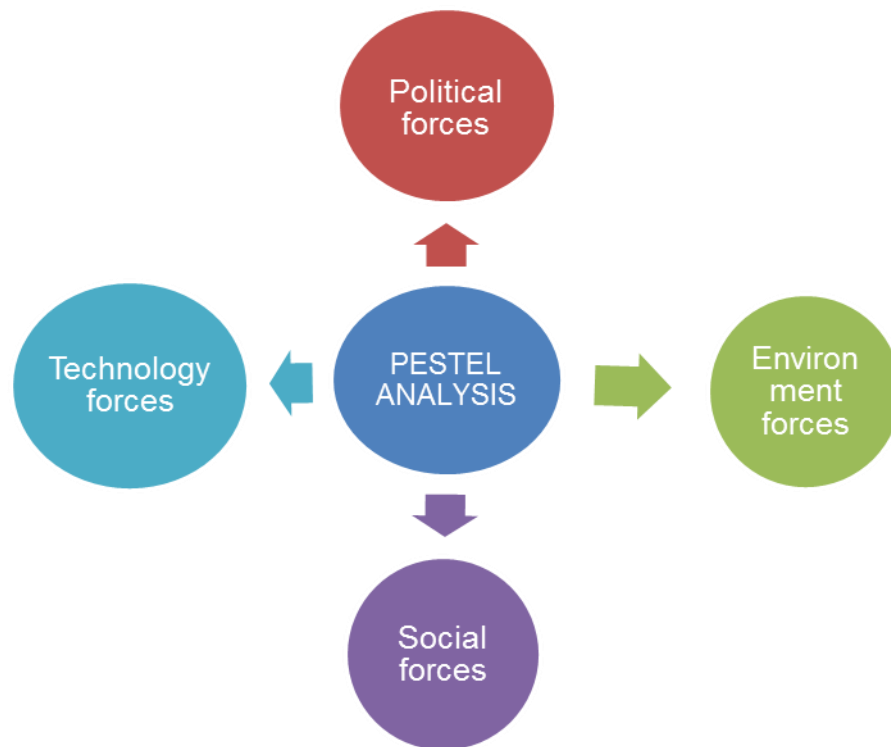 Political
forces
Technology
forces
PESTEL
ANALYSIS
Environ
ment
forces
Social
forces